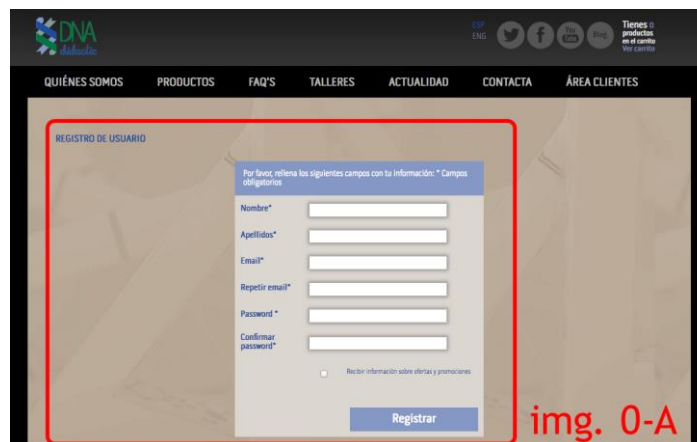 DNA
didactic
ESP
ENG
You Tube
Blog
Tienes 0
productos
en el carrito
Ver carrito
QUIÉNES SOMOS PRODUCTOS FAQ'S TALLERES ACTUALIDAD CONTACTA ÁREA CLIENTES
REGISTRO DE USUARIO
Por favor, rellena los siguientes campos con tu información: * Campos
obligatorios
Nombre*
Apellidos*
Email*
Repetir email*
Password *
Confirmar
password*
Recibir información sobre ofertas y promociones
Registrar
img. 0-A